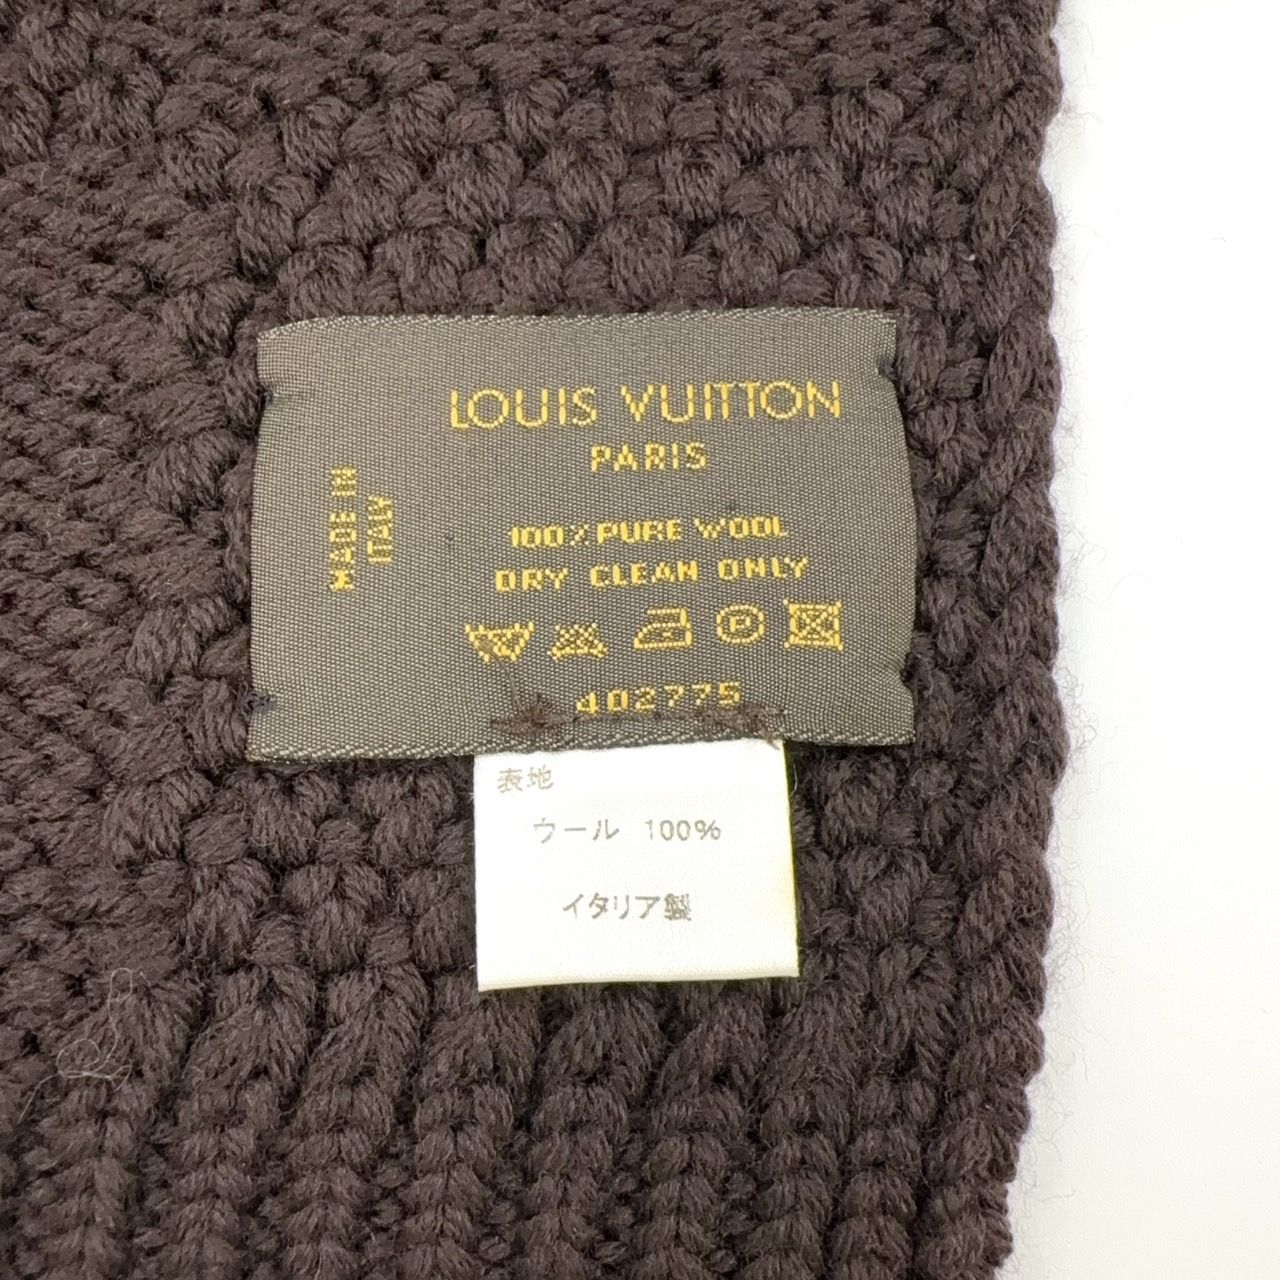 LOUIS VUITTON
PARIS
MADE IN
ITALY
100% PURE WOOL
DRY CLEAN ONLY
402775
表地
ウール 100%
イタリア製